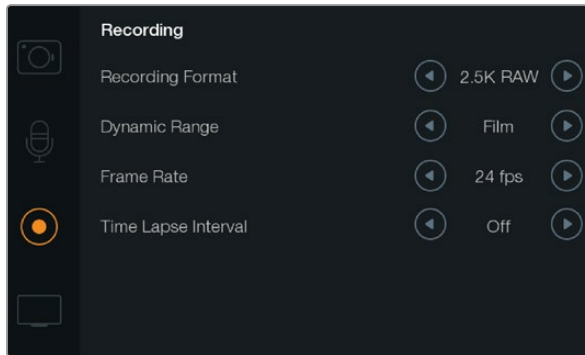 Recording
Recording Format 2.5K RAW
Dynamic Range Film
Frame Rate 24 fps
Time Lapse Interval Off